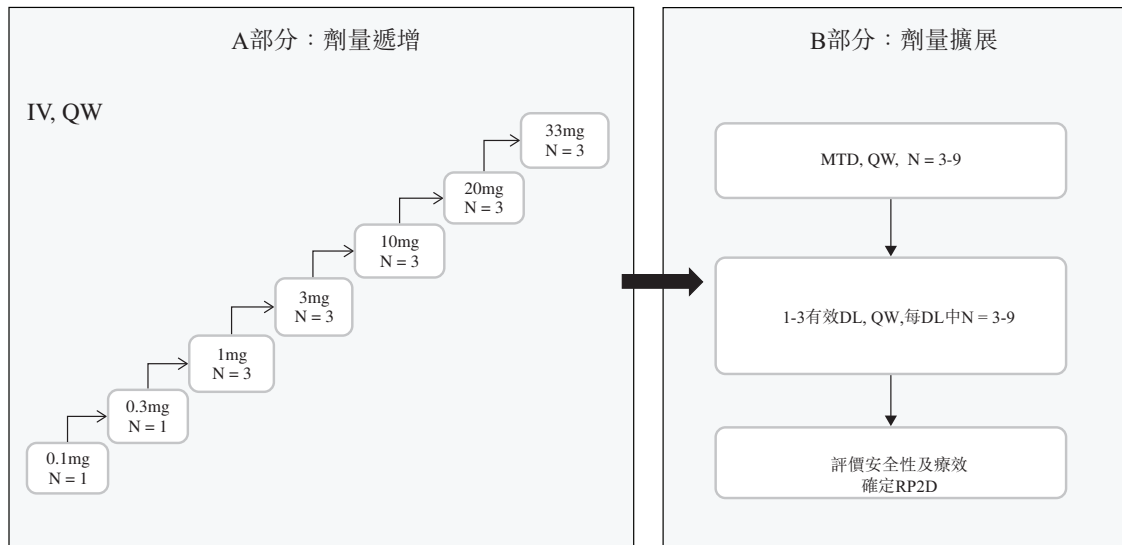 A部分：劑量遞增
IV, QW
33mg
N = 3
20mg
N = 3
10mg
N = 3
3mg
N = 3
1mg
N = 3
0.3mg
N = 1
0.1mg
N = 1
B部分：劑量擴展
MTD, QW, N = 3-9
1-3有效DL, QW,每DL中N = 3-9
評價安全性及療效
確定RP2D